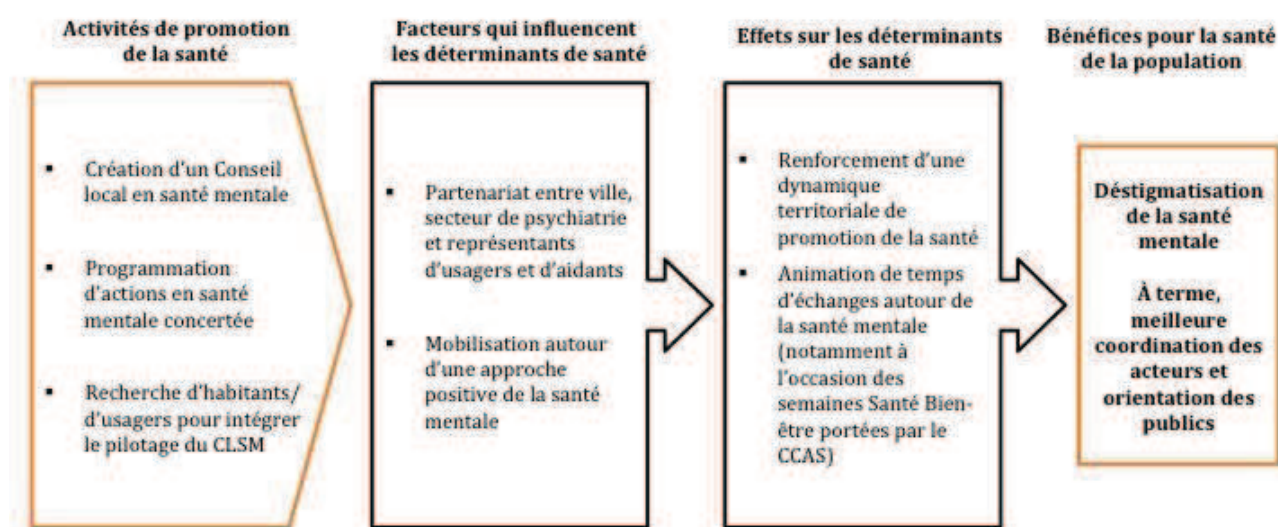 Activités de promotion
de la santé
▪ Création d'un Conseil
local en santé mentale
▪ Programmation
d'actions en santé
mentale concertée
▪ Recherche d'habitants/
d'usagers pour intégrer
le pilotage du CLSM
Facteurs qui influencent
les déterminants de santé
▪ Partenariat entre ville,
secteur de psychiatrie
et représentants
d'usagers et d'aidants
▪ Mobilisation autour
d'une approche
positive de la santé
mentale
Effets sur les déterminants
de santé
▪ Renforcement d'une
dynamique
territoriale de
promotion de la santé
▪ Animation de temps
d'échanges autour de
la santé mentale
(notamment à
l'occasion des
semaines Santé Bien-
être portées par le
CCAS)
Bénéfices pour la santé
de la population
Déstigmatisation
de la santé
mentale
À terme,
meilleure
coordination des
acteurs et
orientation des
publics